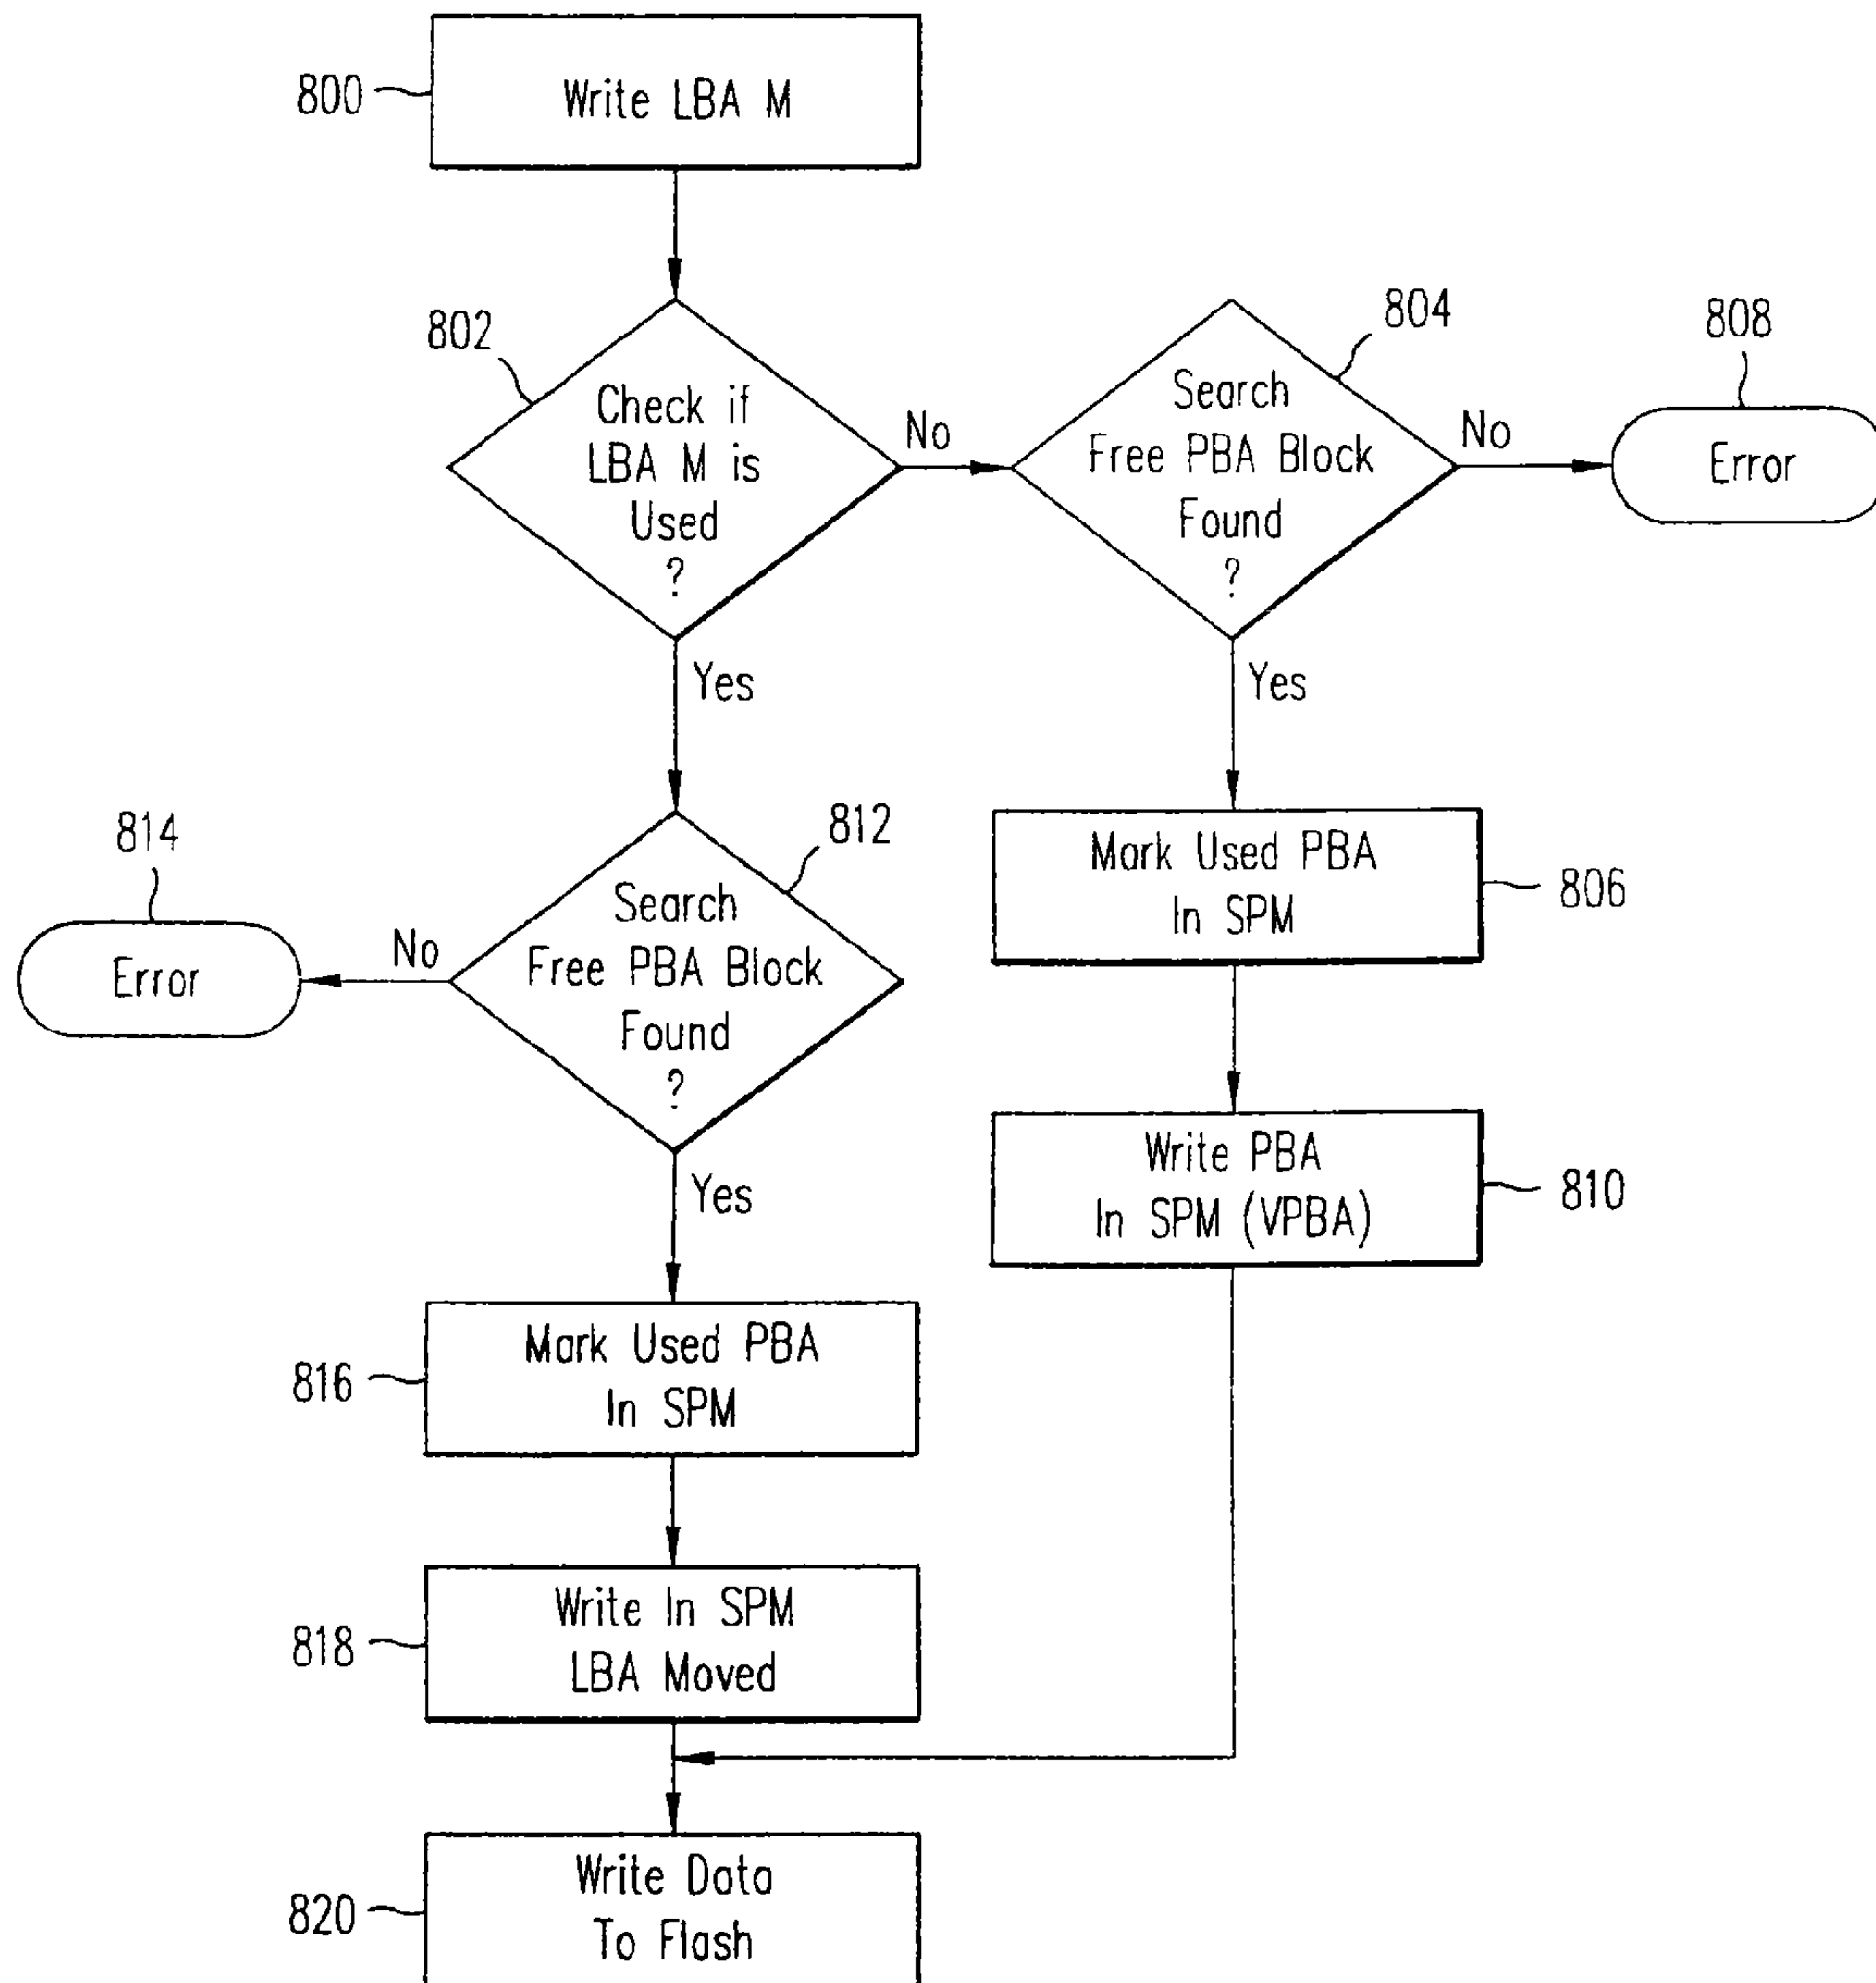 800
Write LBA M
802
Check if
LBA M is
Used
?
No
804
Search
Free PBA Block
Found
?
No
808
Error
Yes
Yes
Mark Used PBA
In SPM
806
814
Error
No
812
Search
Free PBA Block
Found
?
Write PBA
In SPM (VPBA)
810
Yes
816
Mark Used PBA
In SPM
818
Write In SPM
LBA Moved
820
Write Data
To Flash